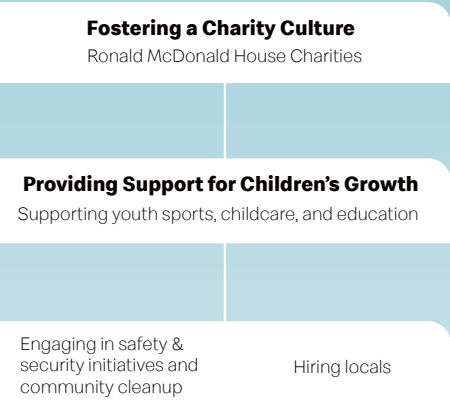 Fostering a Charity Culture
Ronald McDonald House Charities
Providing Support for Children’s Growth
Supporting youth sports, childcare, and education
Engaging in safety &
security initiatives and
community cleanup
Hiring locals